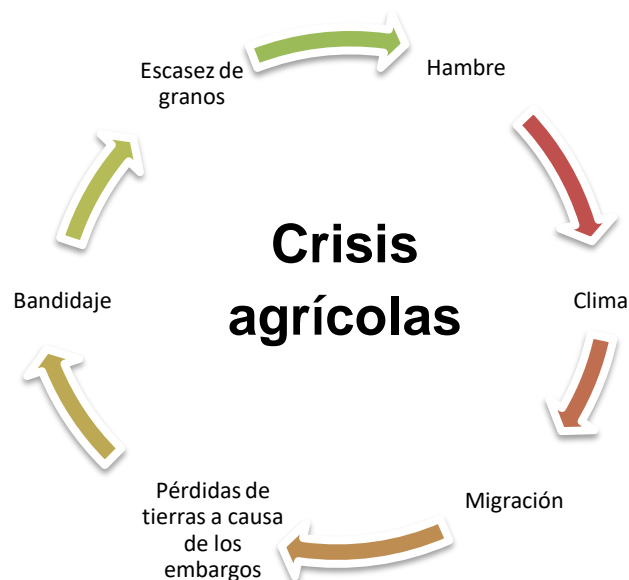 Escasez de
granos
Hambre
Crisis
agrícolas
Bandidaje
Clima
Pérdidas de
tierras a causa
de los
embargos
Migración